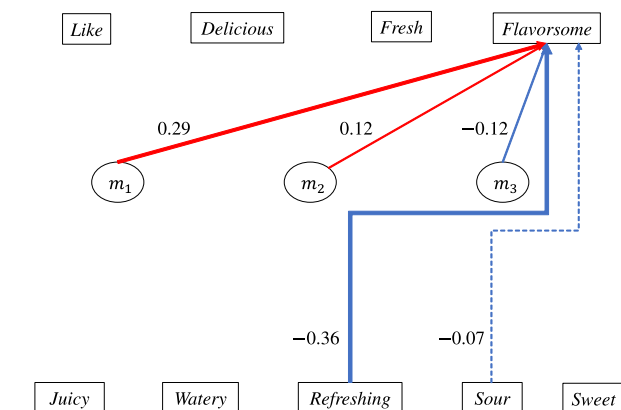 Like Delicious Fresh Flavorsome
0.29 0.12 −0.12
m₁ m₂ m₃
−0.36 −0.07
Juicy Watery Refreshing Sour Sweet